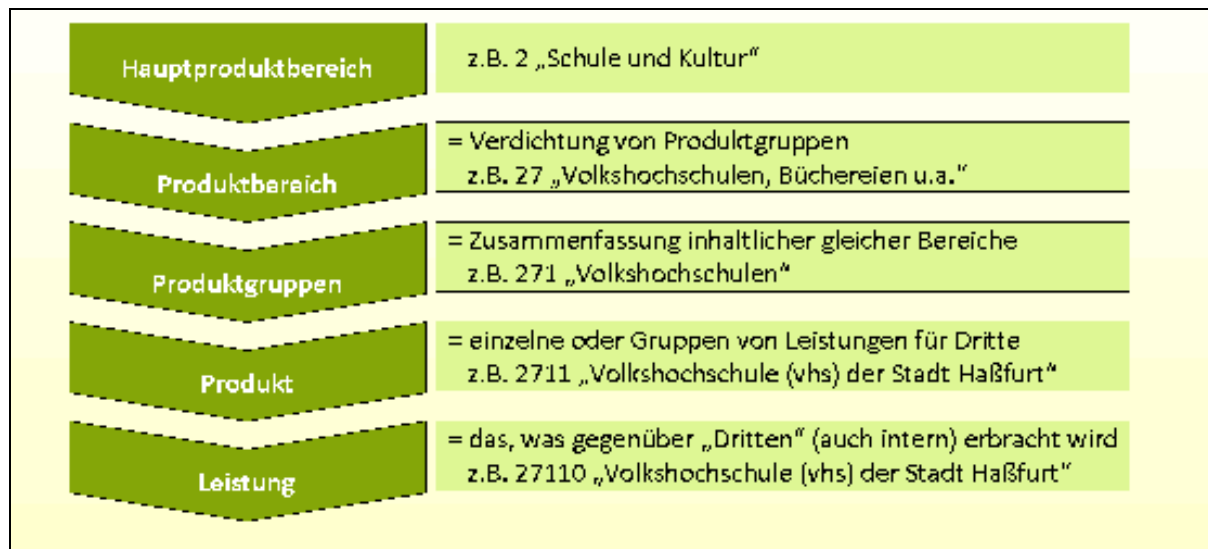 Hauptproduktbereich
z.B. 2 „Schule und Kultur“
Produktbereich
= Verdichtung von Produktgruppen
z.B. 27 „Volkshochschulen, Büchereien u.a.“
Produktgruppen
= Zusammenfassung inhaltlicher gleicher Bereiche
z.B. 271 „Volkshochschulen“
Produkt
= einzelne oder Gruppen von Leistungen für Dritte
z.B. 2711 „Volkshochschule (vhs) der Stadt Haßfurt“
Leistung
= das, was gegenüber „Dritten“ (auch intern) erbracht wird
z.B. 27110 „Volkshochschule (vhs) der Stadt Haßfurt“